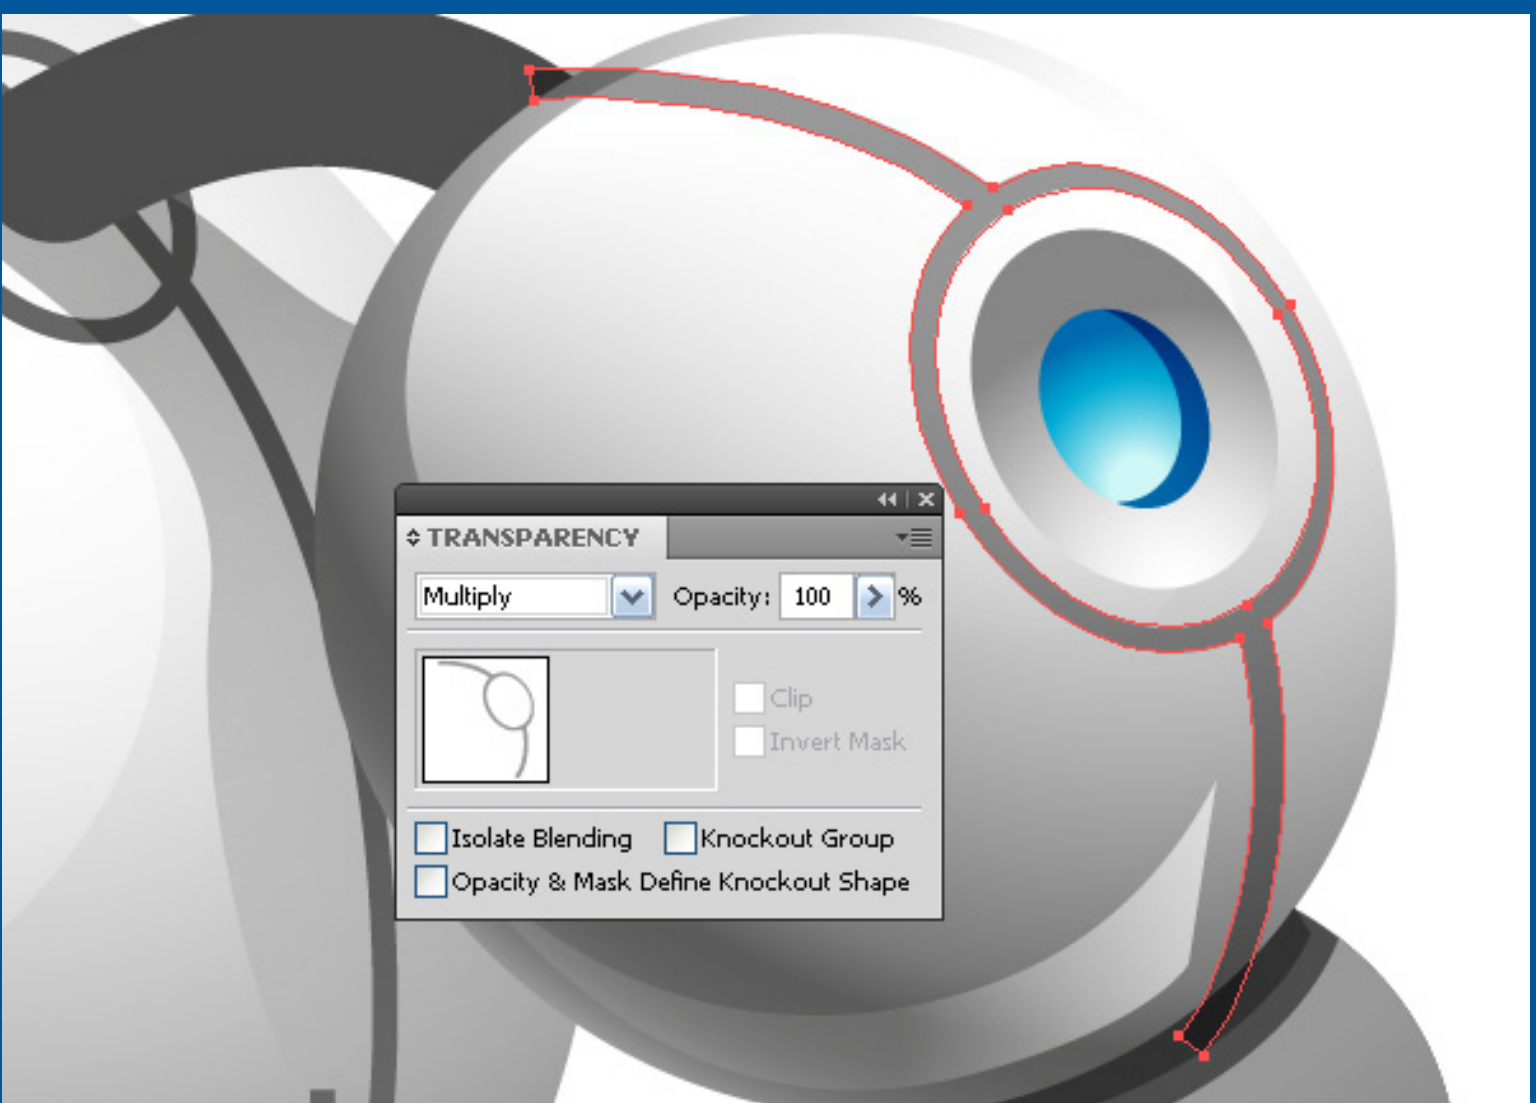 TRANSPARENCY
Multiply Opacity: 100 %
Clip
Invert Mask
Isolate Blending Knockout Group
Opacity & Mask Define Knockout Shape